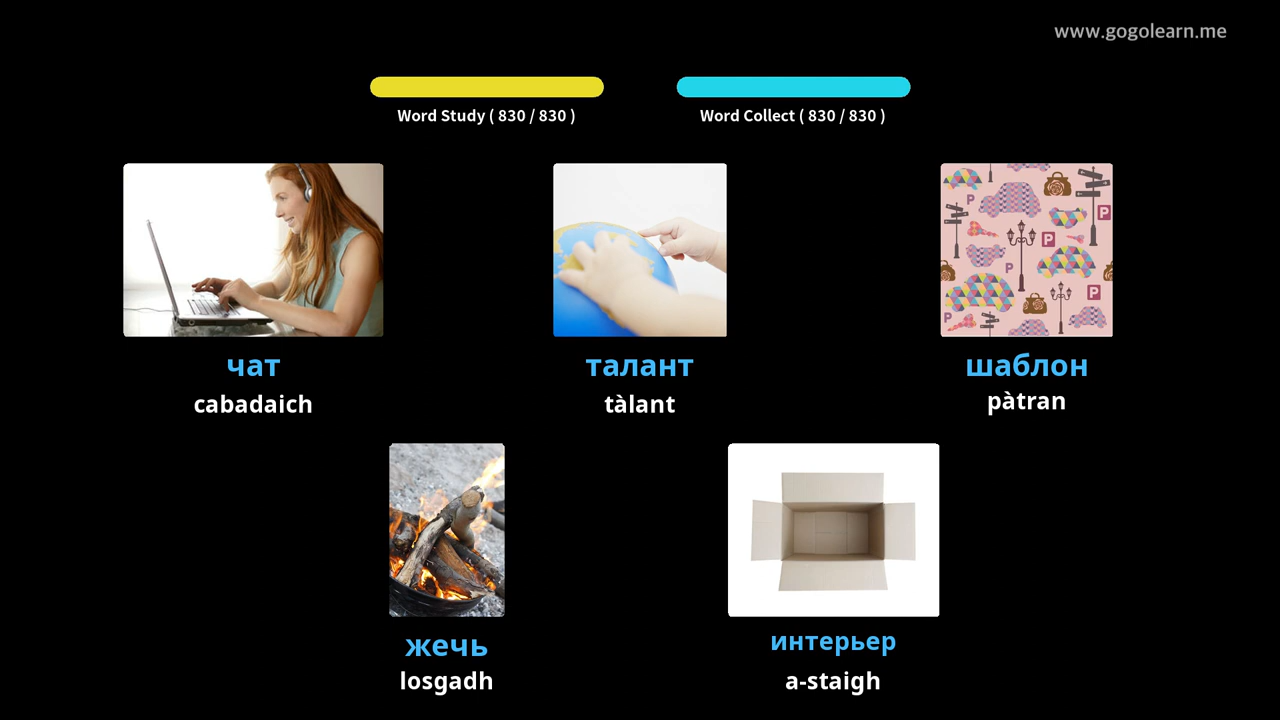 www.gogolearn.me
Word Study ( 830 / 830 )
Word Collect ( 830 / 830 )
P
P
P
P
P
P
чат
талант
шаблон
cabadaich
tàlant
pàtran
жечь
интерьер
losgadh
a-staigh